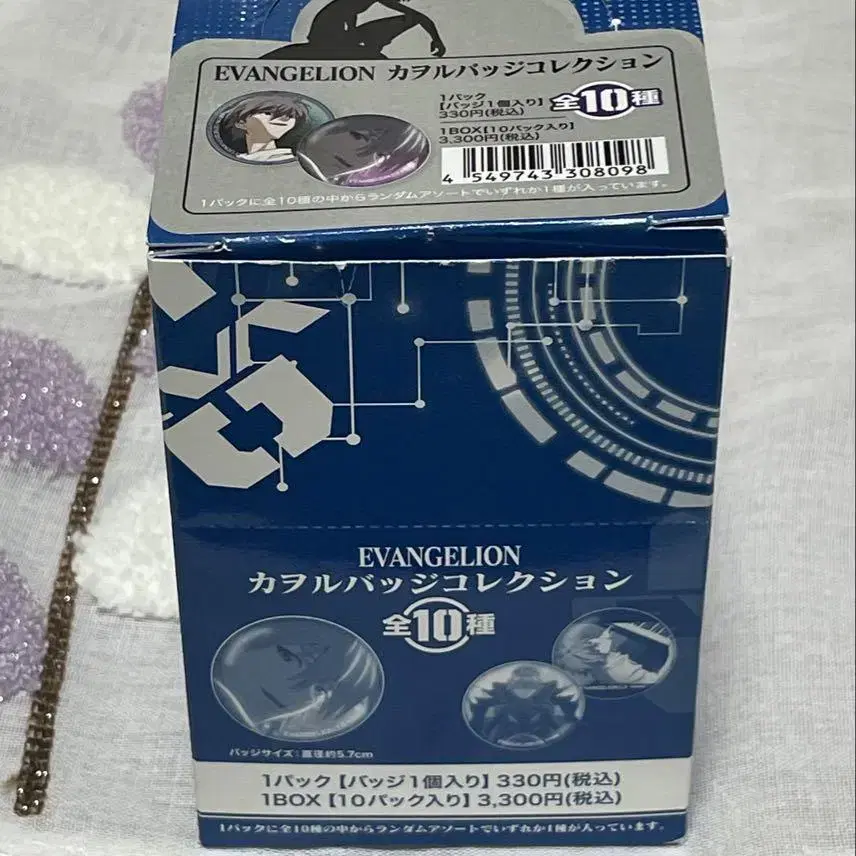 EVANGELION カヲルバッジコレクション
1パック
【バッジ1個入り】
330円(税込)
全10種
1BOX【10パック入り】
3,300円(税込)
4 549743 308098
1パックに全10種の中からランダムアソートでいずれか1種が入っています。
EVANGELION
カヲルバッジコレクション
全10種
バッジサイズ:直径約5.7cm
1パック【バッジ1個入り】330円(税込)
1BOX【10パック入り】3,300円(税込)
1パックに全10種の中からランダムアソートでいずれか1種が入っています。